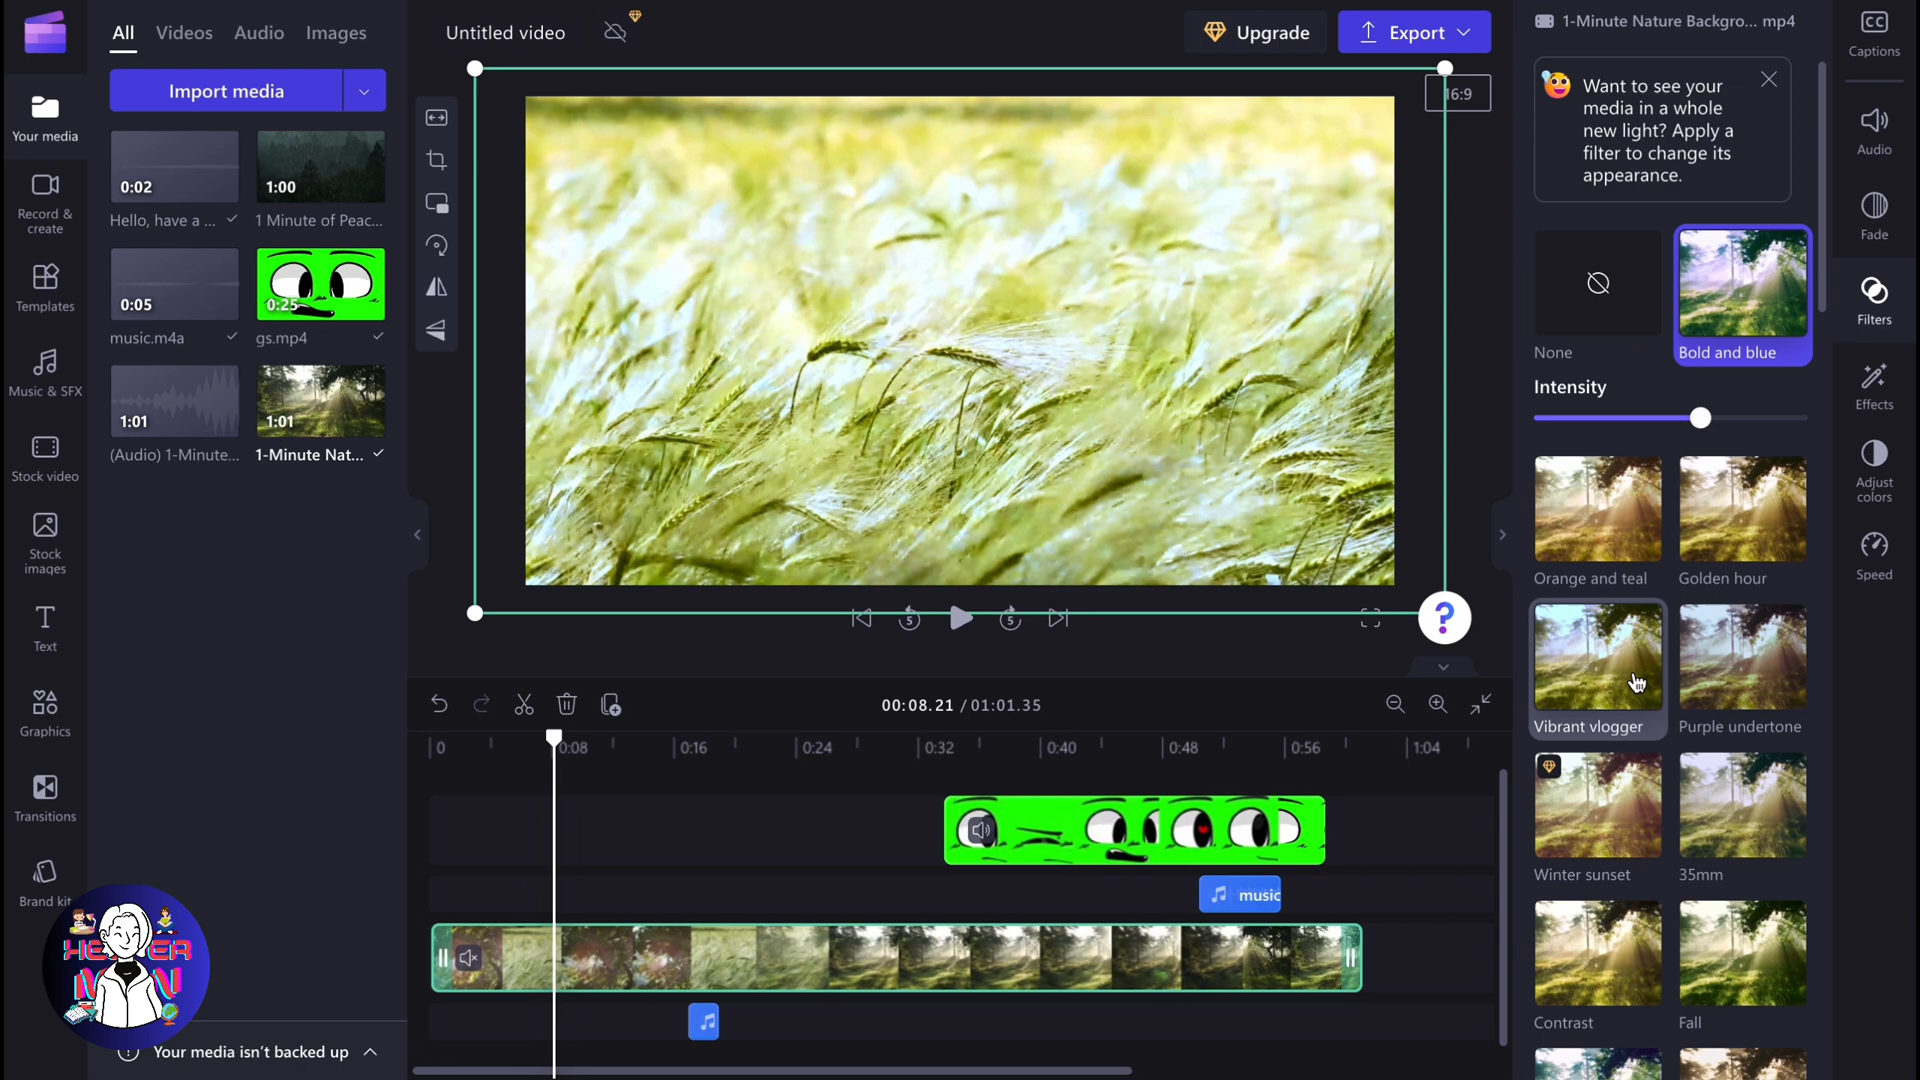 All
Videos
Audio
Images
Import media
Your media
Record &
create
Templates
Music & SFX
Stock video
Stock
images
Text
Graphics
Transitions
Brand kit
0:02
Hello, have a ...
1:00
1 Minute of Peac...
0:05
music.m4a
0:25
gs.mp4
1:01
(Audio) 1-Minute...
1:01
1-Minute Nat...
Your media isn't backed up
HELPER
MAN
Untitled video
Upgrade
Export
16:9
5
5
?
00:08.21 / 01:01.35
0
0:08
0:16
0:24
0:32
0:40
0:48
0:56
1:04
music
1-Minute Nature Backgro... mp4
Want to see your
media in a whole
new light? Apply a
filter to change its
appearance.
None
Bold and blue
Intensity
Orange and teal
Golden hour
Vibrant vlogger
Purple undertone
Winter sunset
35mm
Contrast
Fall
CC
Captions
Audio
Fade
Filters
Effects
Adjust
colors
Speed